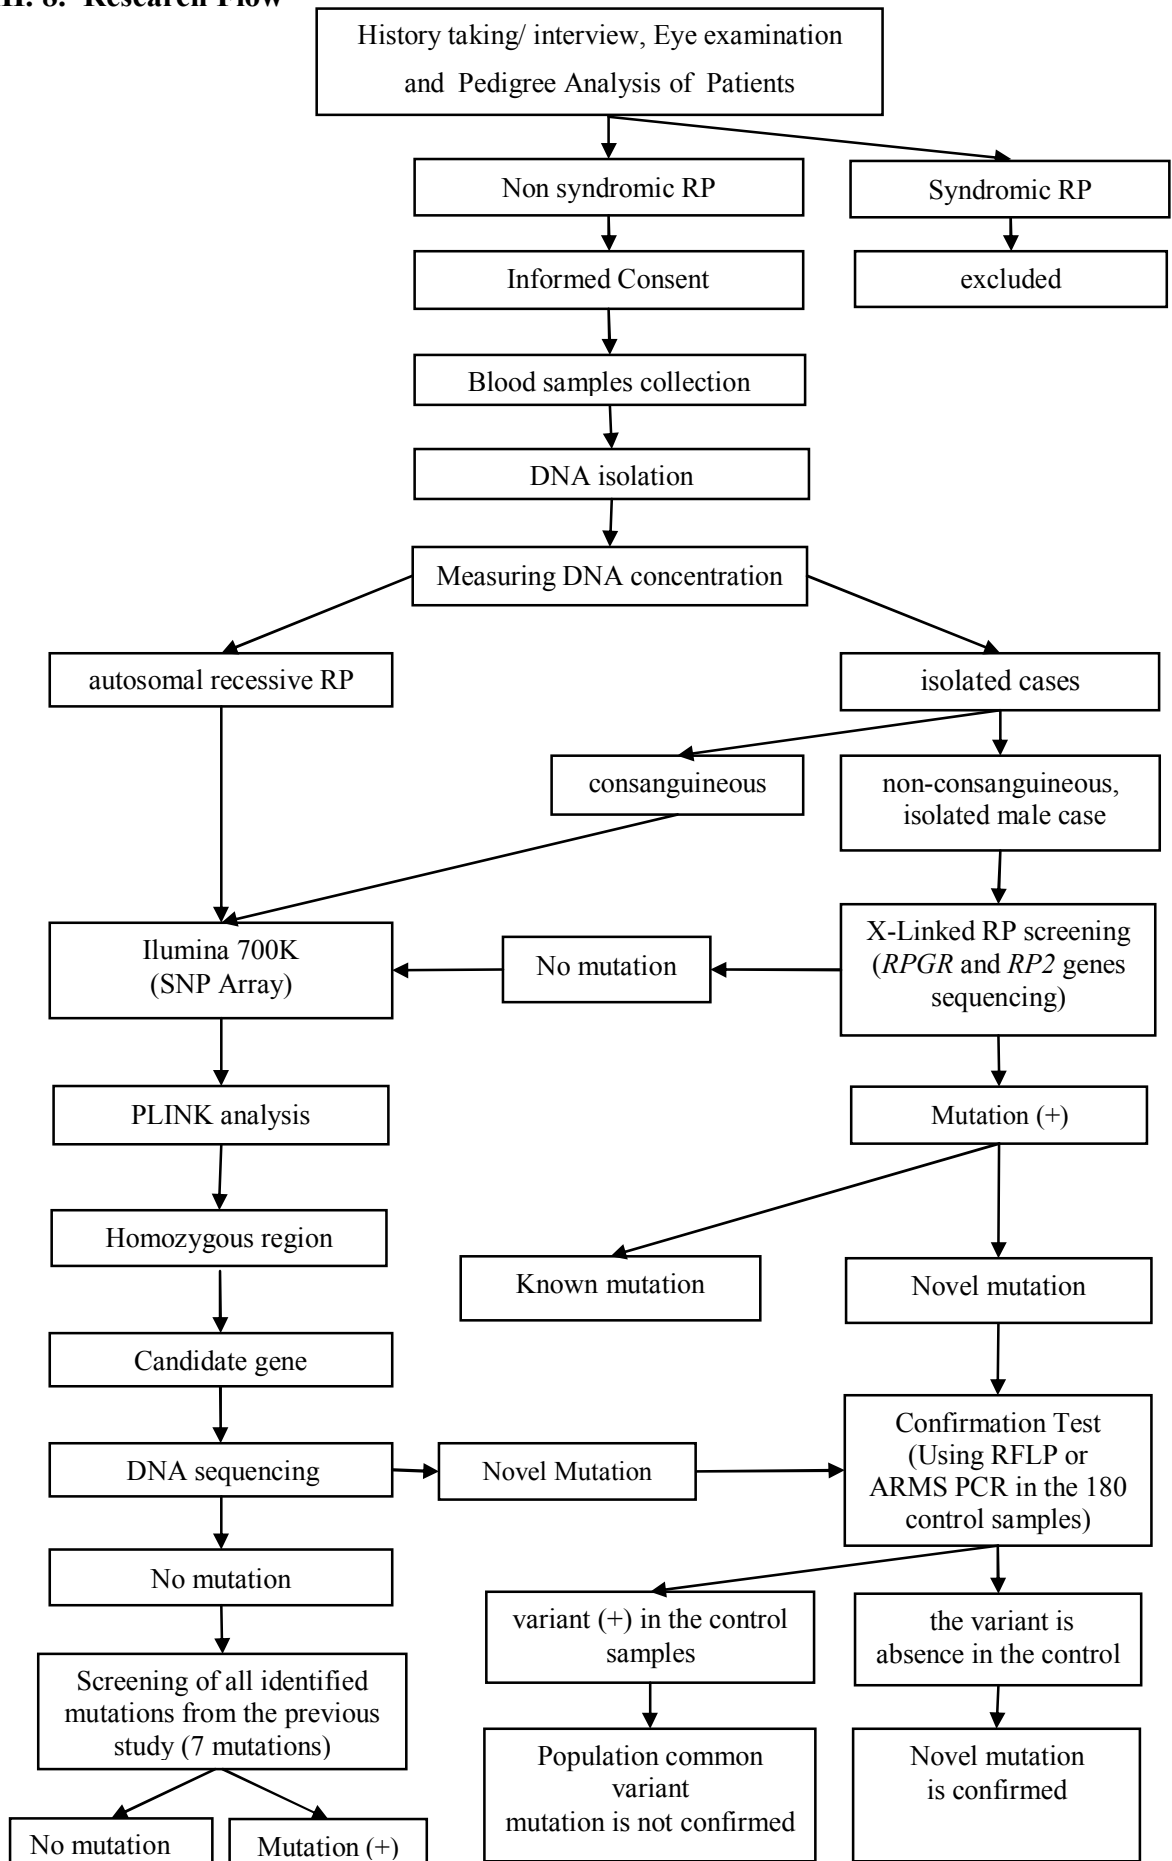 II. 8. Research Flow
History taking/ interview, Eye examination
and Pedigree Analysis of Patients
Non syndromic RP
Syndromic RP
Informed Consent
excluded
Blood samples collection
DNA isolation
Measuring DNA concentration
autosomal recessive RP
isolated cases
consanguineous
non-consanguineous,
isolated male case
Ilumina 700K
(SNP Array)
No mutation
X-Linked RP screening
(RPGR and RP2 genes
sequencing)
PLINK analysis
Mutation (+)
Homozygous region
Known mutation
Novel mutation
Candidate gene
DNA sequencing
Novel Mutation
Confirmation Test
(Using RFLP or
ARMS PCR in the 180
control samples)
No mutation
variant (+) in the control
samples
the variant is
absence in the control
Screening of all identified
mutations from the previous
study (7 mutations)
Population common
variant
mutation is not confirmed
Novel mutation
is confirmed
No mutation
Mutation (+)